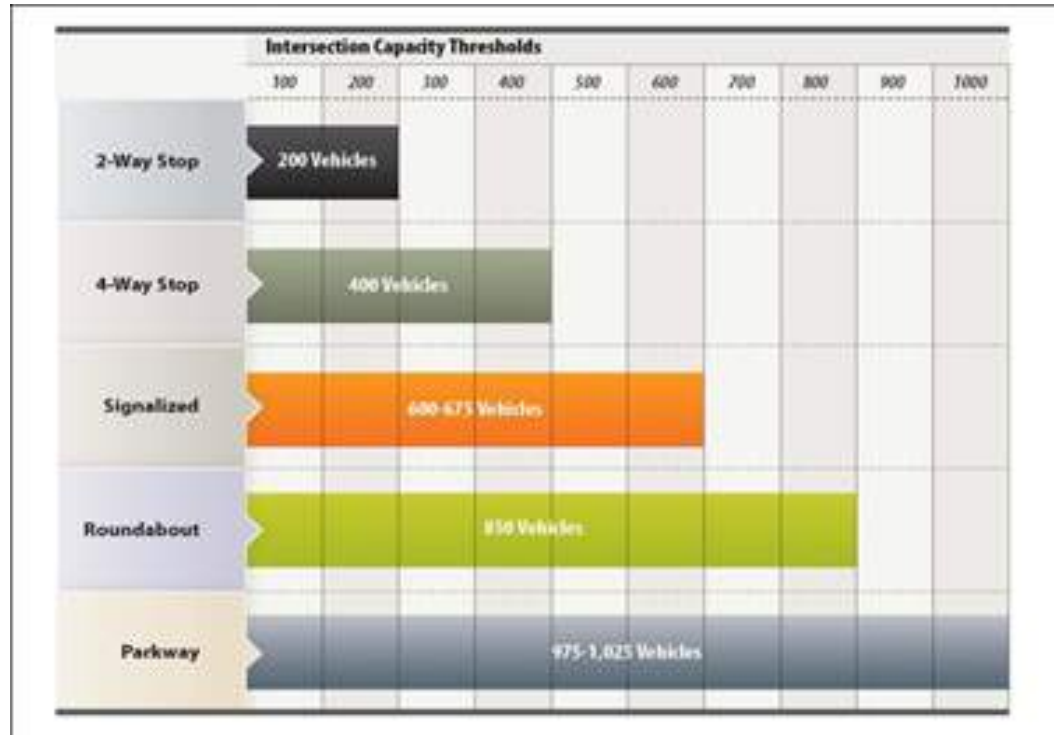 Intersection Capacity Thresholds
100 200 300 400 500 600 700 800 900 1000
2-Way Stop
200 Vehicles
4-Way Stop
400 Vehicles
Signalized
600-675 Vehicles
Roundabout
850 Vehicles
Parkway
975-1,025 Vehicles